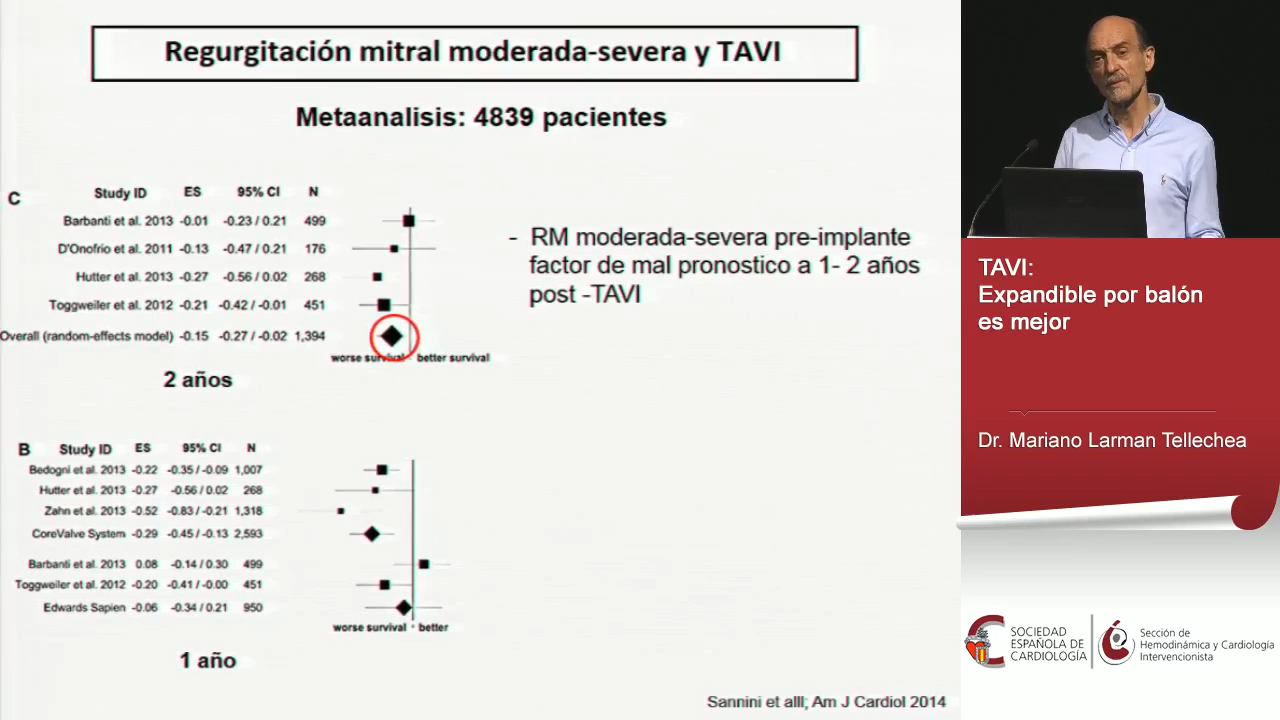 Regurgitación mitral moderada-severa y TAVI
Metaanalisis: 4839 pacientes
C
Study ID ES 95% CI N
Barbanti et al. 2013 -0.01 -0.23 / 0.21 499
D'Onofrio et al. 2011 -0.13 -0.47 / 0.21 176
Hutter et al. 2013 -0.27 -0.56 / 0.02 268
Toggweiler et al. 2012 -0.21 -0.42 / -0.01 451
Overall (random-effects model) -0.15 -0.27 / -0.02 1,394
worse survival better survival
2 años
- RM moderada-severa pre-implante
factor de mal pronostico a 1- 2 años
post -TAVI
B
Study ID ES 95% CI N
Bedogni et al. 2013 -0.22 -0.35 / -0.09 1,007
Hutter et al. 2013 -0.27 -0.56 / 0.02 268
Zahn et al. 2013 -0.52 -0.83 / -0.21 1,318
CoreValve System -0.29 -0.45 / -0.13 2,593
Barbanti et al. 2013 0.08 -0.14 / 0.30 499
Toggweiler et al. 2012 -0.20 -0.41 / -0.00 451
Edwards Sapien -0.06 -0.34 / 0.21 950
worse survival better
1 año
Sannini et alll; Am J Cardiol 2014
TAVI:
Expandible por balón
es mejor
Dr. Mariano Larman Tellechea
SOCIEDAD
ESPAÑOLA DE
CARDIOLOGÍA
Sección de
Hemodinámica y Cardiología
Intervencionista